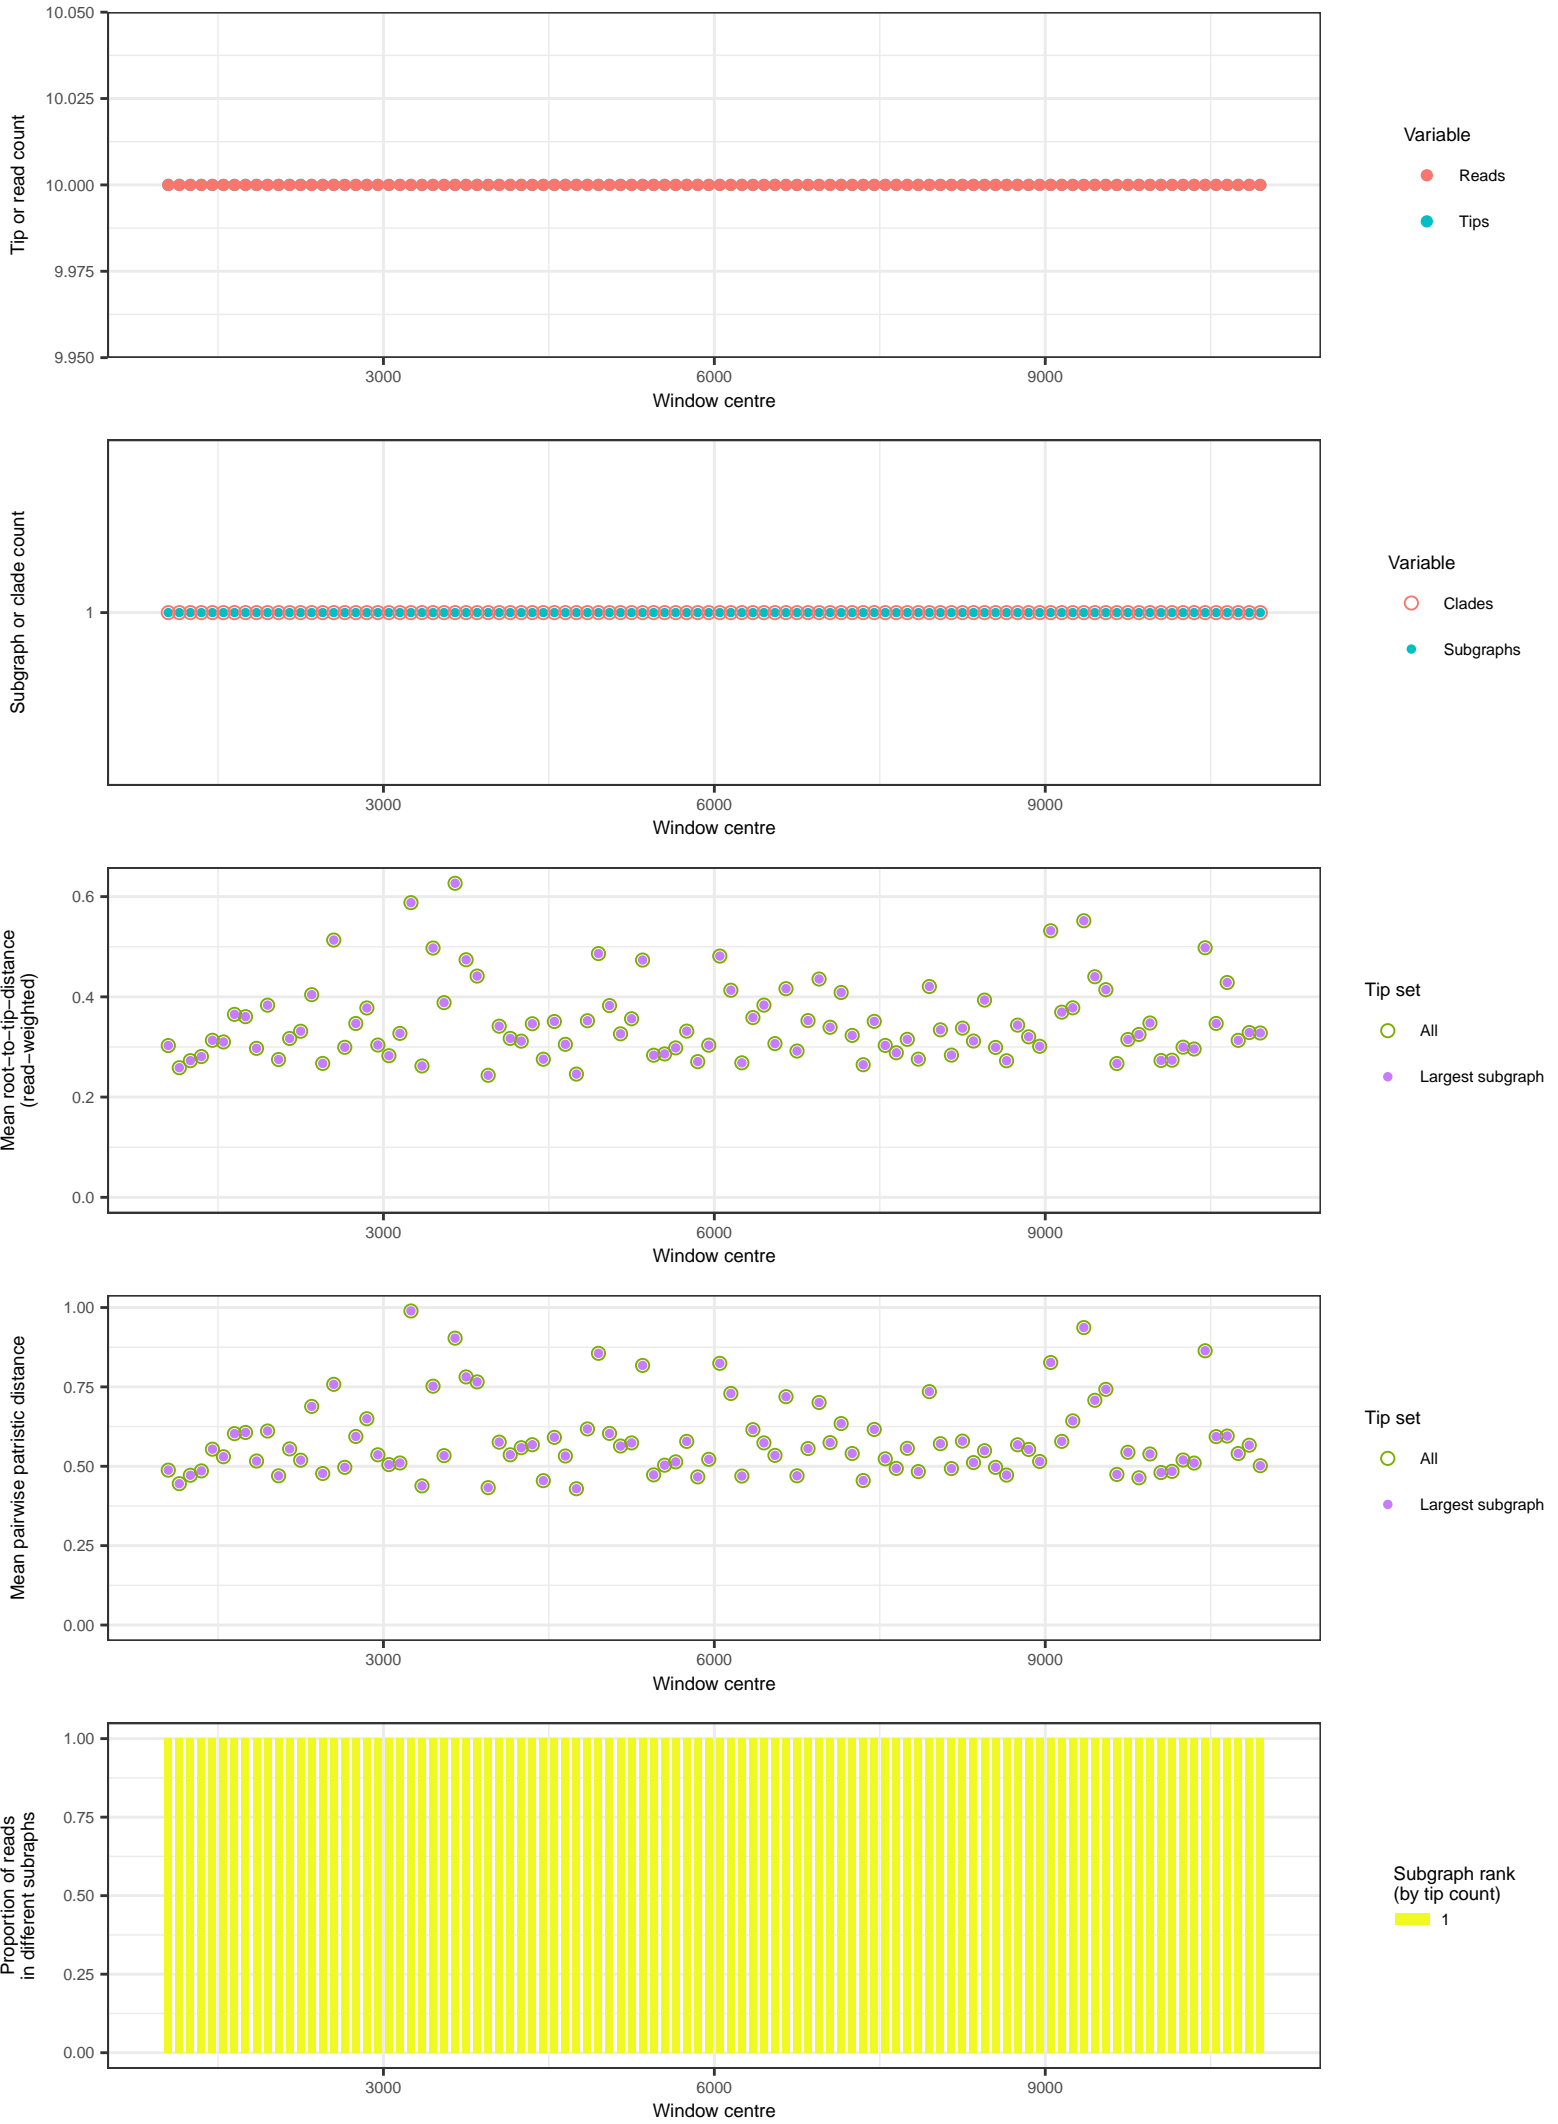 10.050
10.025
10.000
9.975
9.950
Tip or read count
3000 6000 9000
Window centre
Variable
Reads
Tips
1
Subgraph or clade count
3000 6000 9000
Window centre
Variable
Clades
Subgraphs
0.6
0.4
0.2
0.0
Mean root−to−tip−distance
(read−weighted)
3000 6000 9000
Window centre
Tip set
All
Largest subgraph
1.00
0.75
0.50
0.25
0.00
Mean pairwise patristic distance
3000 6000 9000
Window centre
Tip set
All
Largest subgraph
1.00
0.75
0.50
0.25
0.00
Proportion of reads
in different subraphs
3000 6000 9000
Window centre
Subgraph rank
(by tip count)
1